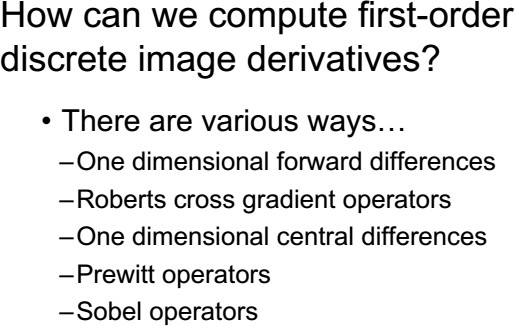 How can we compute first-order
discrete image derivatives?
• There are various ways…
–One dimensional forward differences
–Roberts cross gradient operators
–One dimensional central differences
–Prewitt operators
–Sobel operators